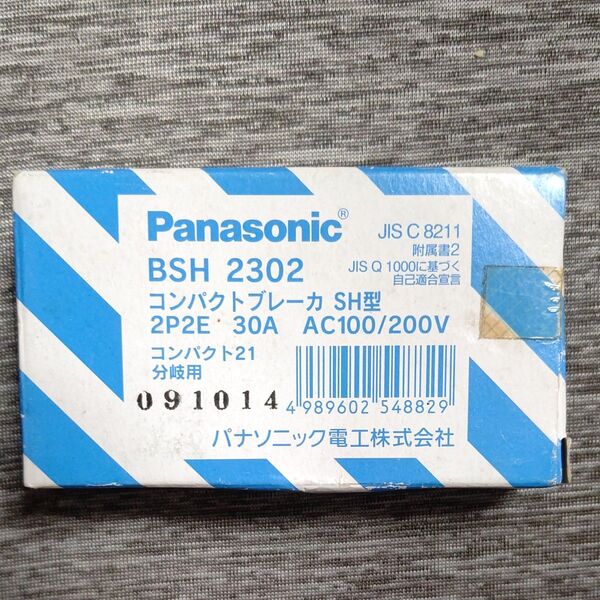 Panasonic®
JIS C 8211
附属書2
BSH 2302
JIS Q 1000に基づく
自己適合宣言
コンパクトブレーカ SH型
2P2E 30A AC100/200V
コンパクト21
分岐用
091014
4 989602 548829
パナソニック電工株式会社